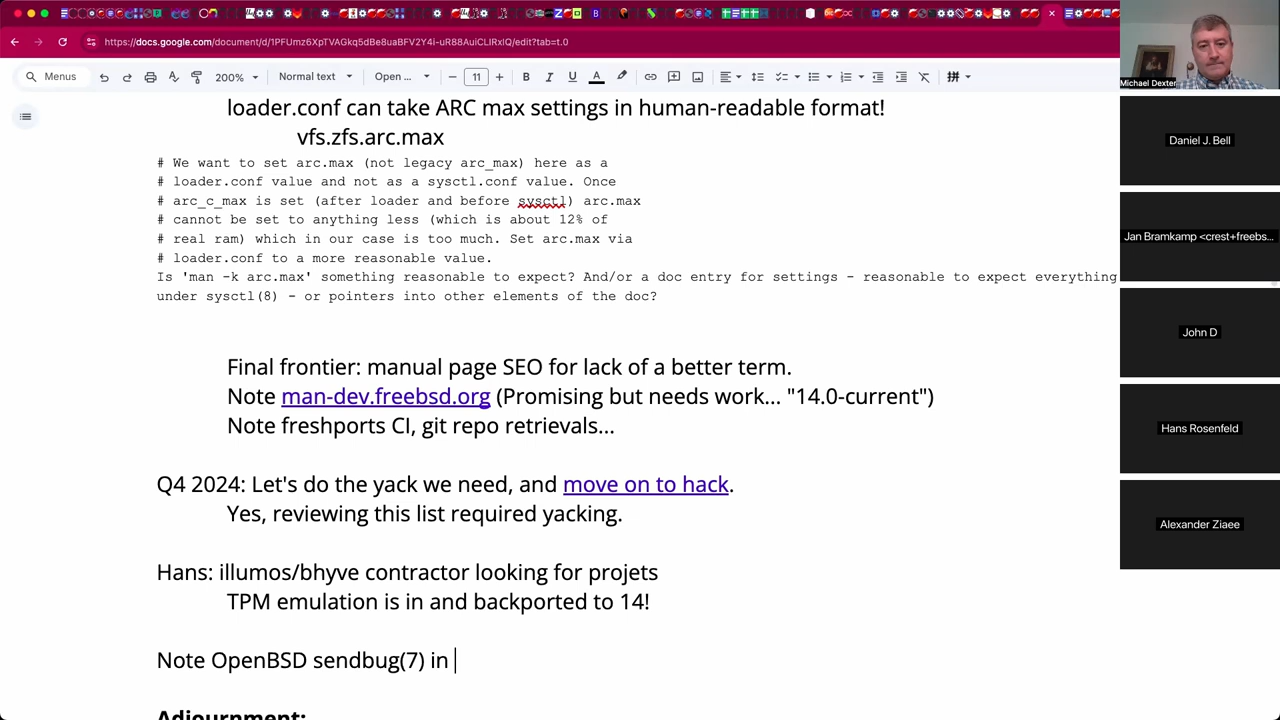 https://docs.google.com/document/d/1PFUmz6XpTVAGkq5dBe8uaBFV2Y4i-uR88AuiCLIRxIQ/edit?tab=t.0
Menus 200% Normal text Open ... 11
loader.conf can take ARC max settings in human-readable format!
vfs.zfs.arc.max
# We want to set arc.max (not legacy arc_max) here as a
# loader.conf value and not as a sysctl.conf value. Once
# arc_c_max is set (after loader and before sysctl) arc.max
# cannot be set to anything less (which is about 12% of
# real ram) which in our case is too much. Set arc.max via
# loader.conf to a more reasonable value.
Is 'man -k arc.max' something reasonable to expect? And/or a doc entry for settings - reasonable to expect everything
under sysctl(8) - or pointers into other elements of the doc?
Final frontier: manual page SEO for lack of a better term.
Note man-dev.freebsd.org (Promising but needs work... "14.0-current")
Note freshports CI, git repo retrievals...
Q4 2024: Let's do the yack we need, and move on to hack.
Yes, reviewing this list required yacking.
Hans: illumos/bhyve contractor looking for projets
TPM emulation is in and backported to 14!
Note OpenBSD sendbug(7) in
Adjournment:
Michael Dexter
Daniel J. Bell
Jan Bramkamp <crest+freebs...
John D
Hans Rosenfeld
Alexander Ziaee